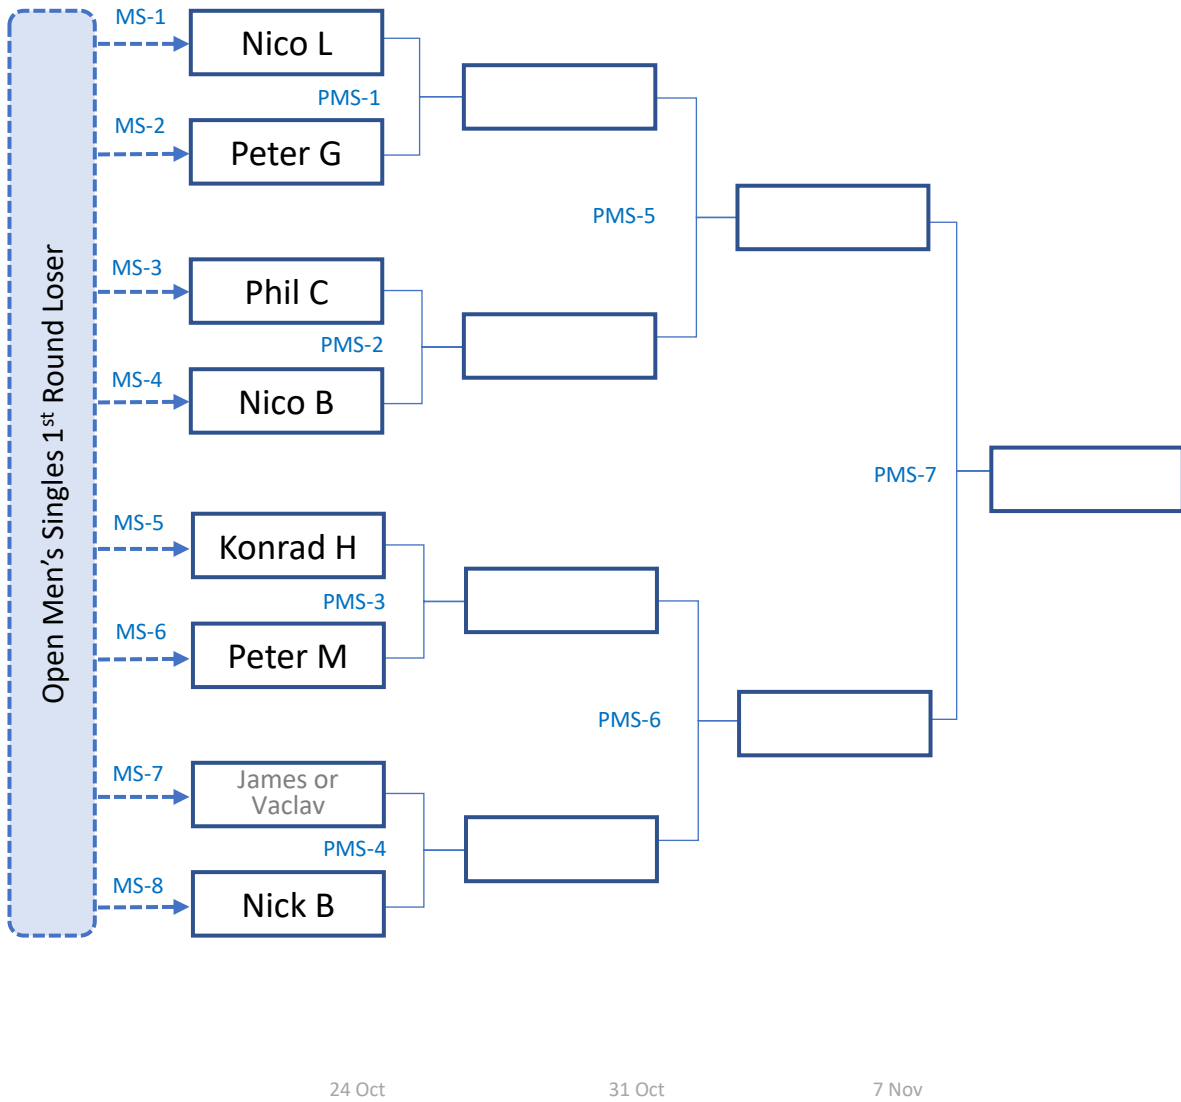 Open Men's Singles 1st Round Loser
MS-1
Nico L
PMS-1
MS-2
Peter G
PMS-5
MS-3
Phil C
PMS-2
MS-4
Nico B
PMS-7
MS-5
Konrad H
PMS-3
MS-6
Peter M
PMS-6
MS-7
James or
Vaclav
PMS-4
MS-8
Nick B
24 Oct
31 Oct
7 Nov